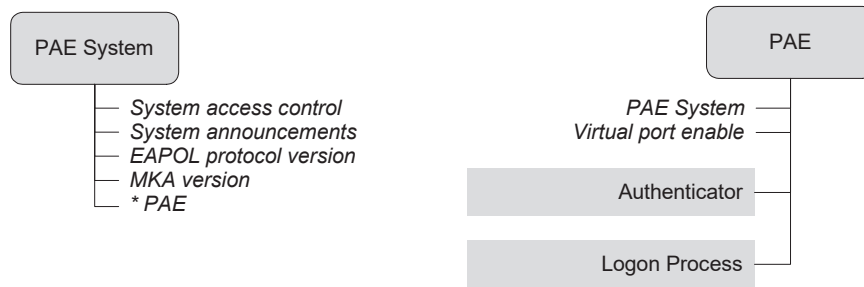 PAE System
System access control
System announcements
EAPOL protocol version
MKA version
* PAE
PAE
PAE System
Virtual port enable
Authenticator
Logon Process